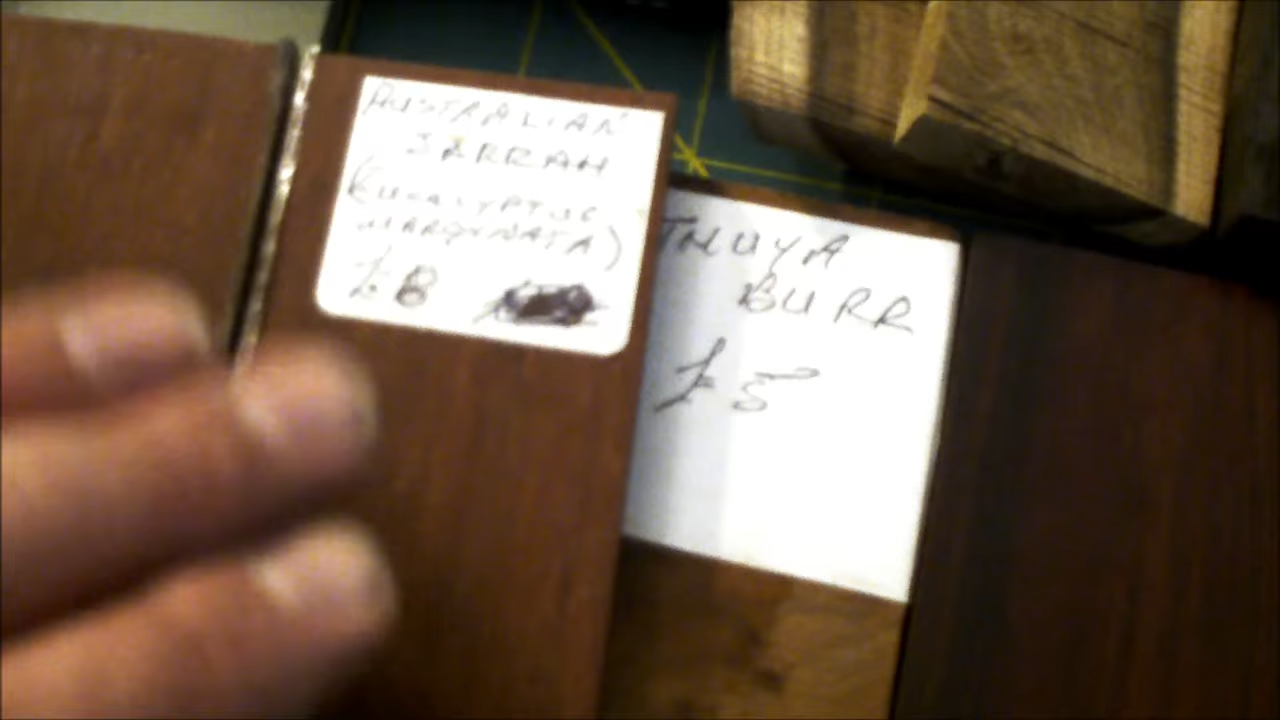 AUSTRALIAN
JARRAH
(EUCALYPTUS
MARGINATA)
£8
THUYA
BURR
£5